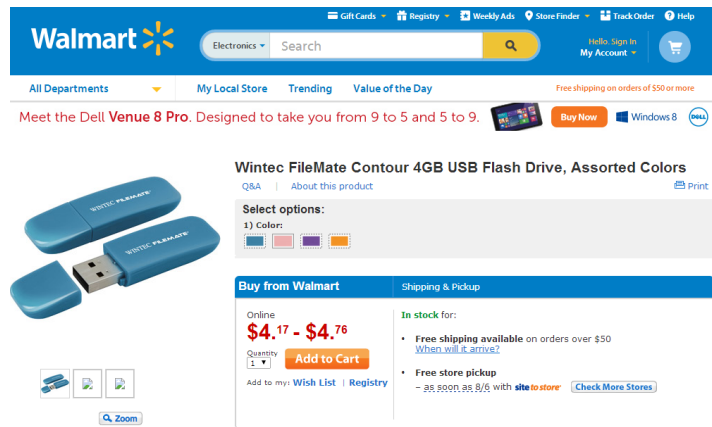 Gift Cards Registry Weekly Ads Store Finder Track Order Help
Walmart
Electronics Search
Hello. Sign In
My Account
All Departments My Local Store Trending Value of the Day Free shipping on orders of $50 or more
Meet the Dell Venue 8 Pro. Designed to take you from 9 to 5 and 5 to 9. Buy Now Windows 8 DELL
Wintec FileMate Contour 4GB USB Flash Drive, Assorted Colors
Q&A | About this product Print
WINTEC FILEMATE
WINTEC FILEMATE
Select options:
1) Color:
Buy from Walmart
Online
$4.17 - $4.76
Quantity
1 Add to Cart
Add to my: Wish List | Registry
Shipping & Pickup
In stock for:
• Free shipping available on orders over $50
When will it arrive?
• Free store pickup
– as soon as 8/6 with site to store Check More Stores
Zoom